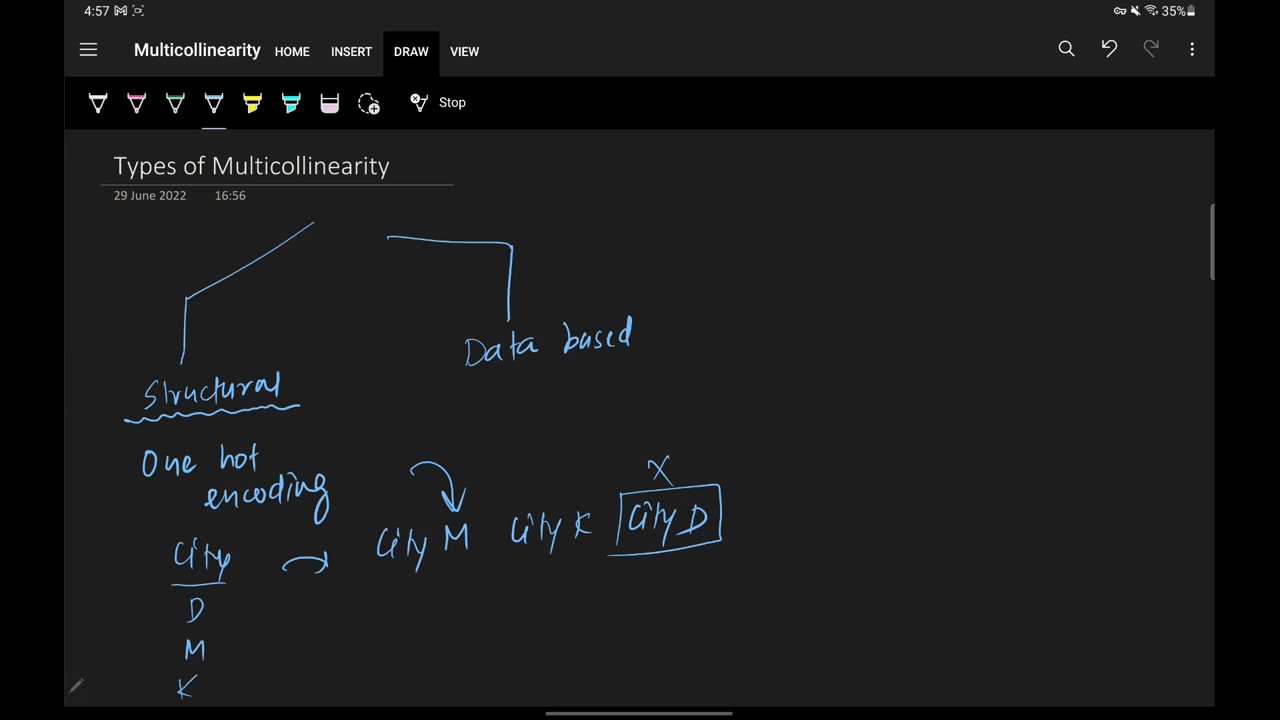 4:57 35%
Multicollinearity HOME INSERT DRAW VIEW
Stop
Types of Multicollinearity
29 June 2022 16:56
Data based
Structural
One hot
encoding
X
City City M City K City D
D
M
K